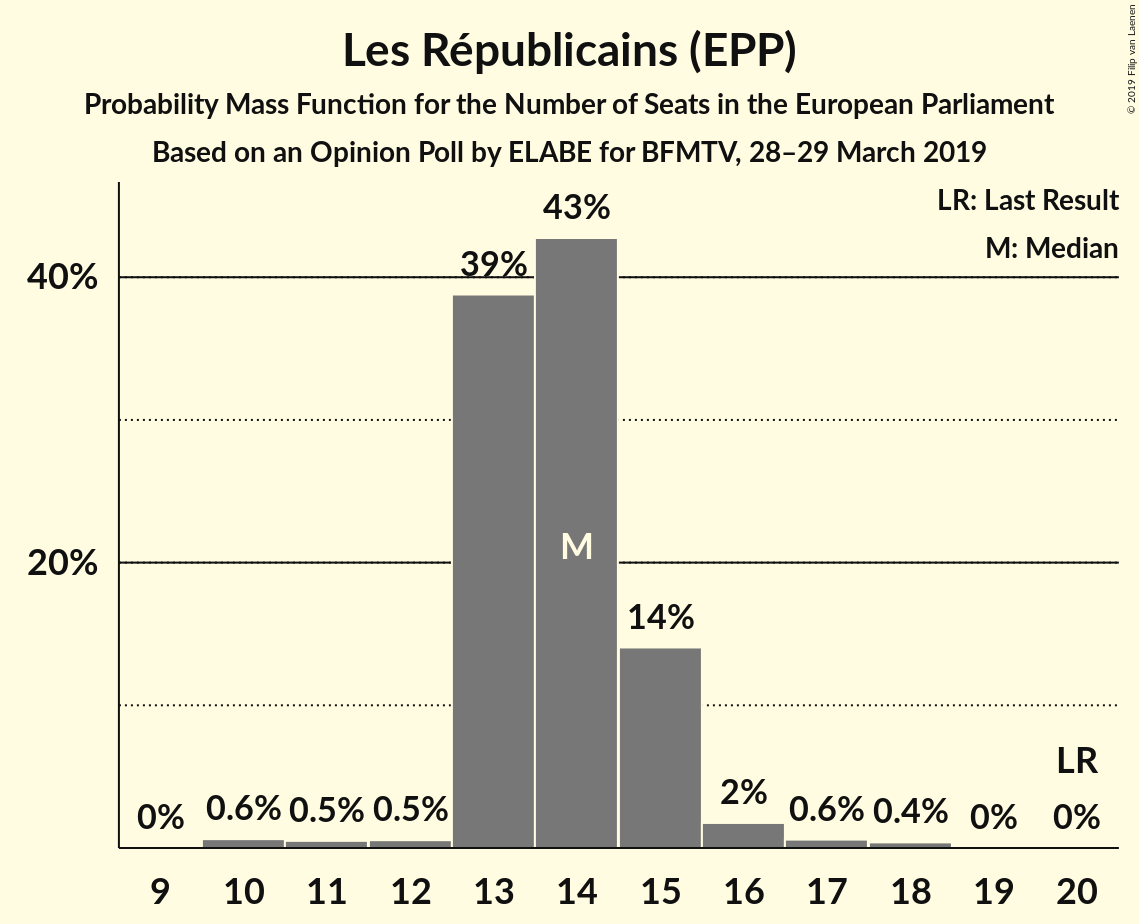 Les Républicains (EPP)
Probability Mass Function for the Number of Seats in the European Parliament
Based on an Opinion Poll by ELABE for BFMTV, 28–29 March 2019
© 2019 Filip van Laenen
LR: Last Result
M: Median
40%
20%
0%
0.6%
0.5%
0.5%
39%
43%
M
14%
2%
0.6%
0.4%
0%
LR
0%
9 10 11 12 13 14 15 16 17 18 19 20